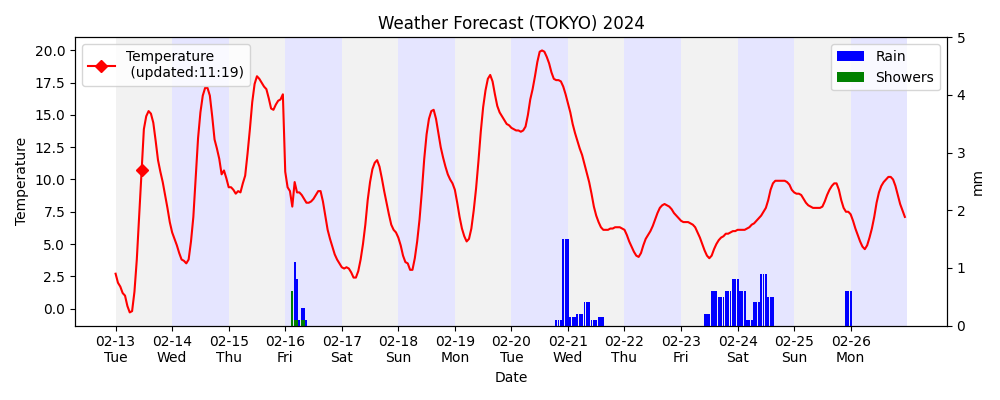 Weather Forecast (TOKYO) 2024
Temperature
(updated:11:19)
Rain
Showers
Temperature
20.0
17.5
15.0
12.5
10.0
7.5
5.0
2.5
0.0
5
4
3
2
1
0
mm
02-13 02-14 02-15 02-16 02-17 02-18 02-19 02-20 02-21 02-22 02-23 02-24 02-25 02-26
Tue Wed Thu Fri Sat Sun Mon Tue Wed Thu Fri Sat Sun Mon
Date